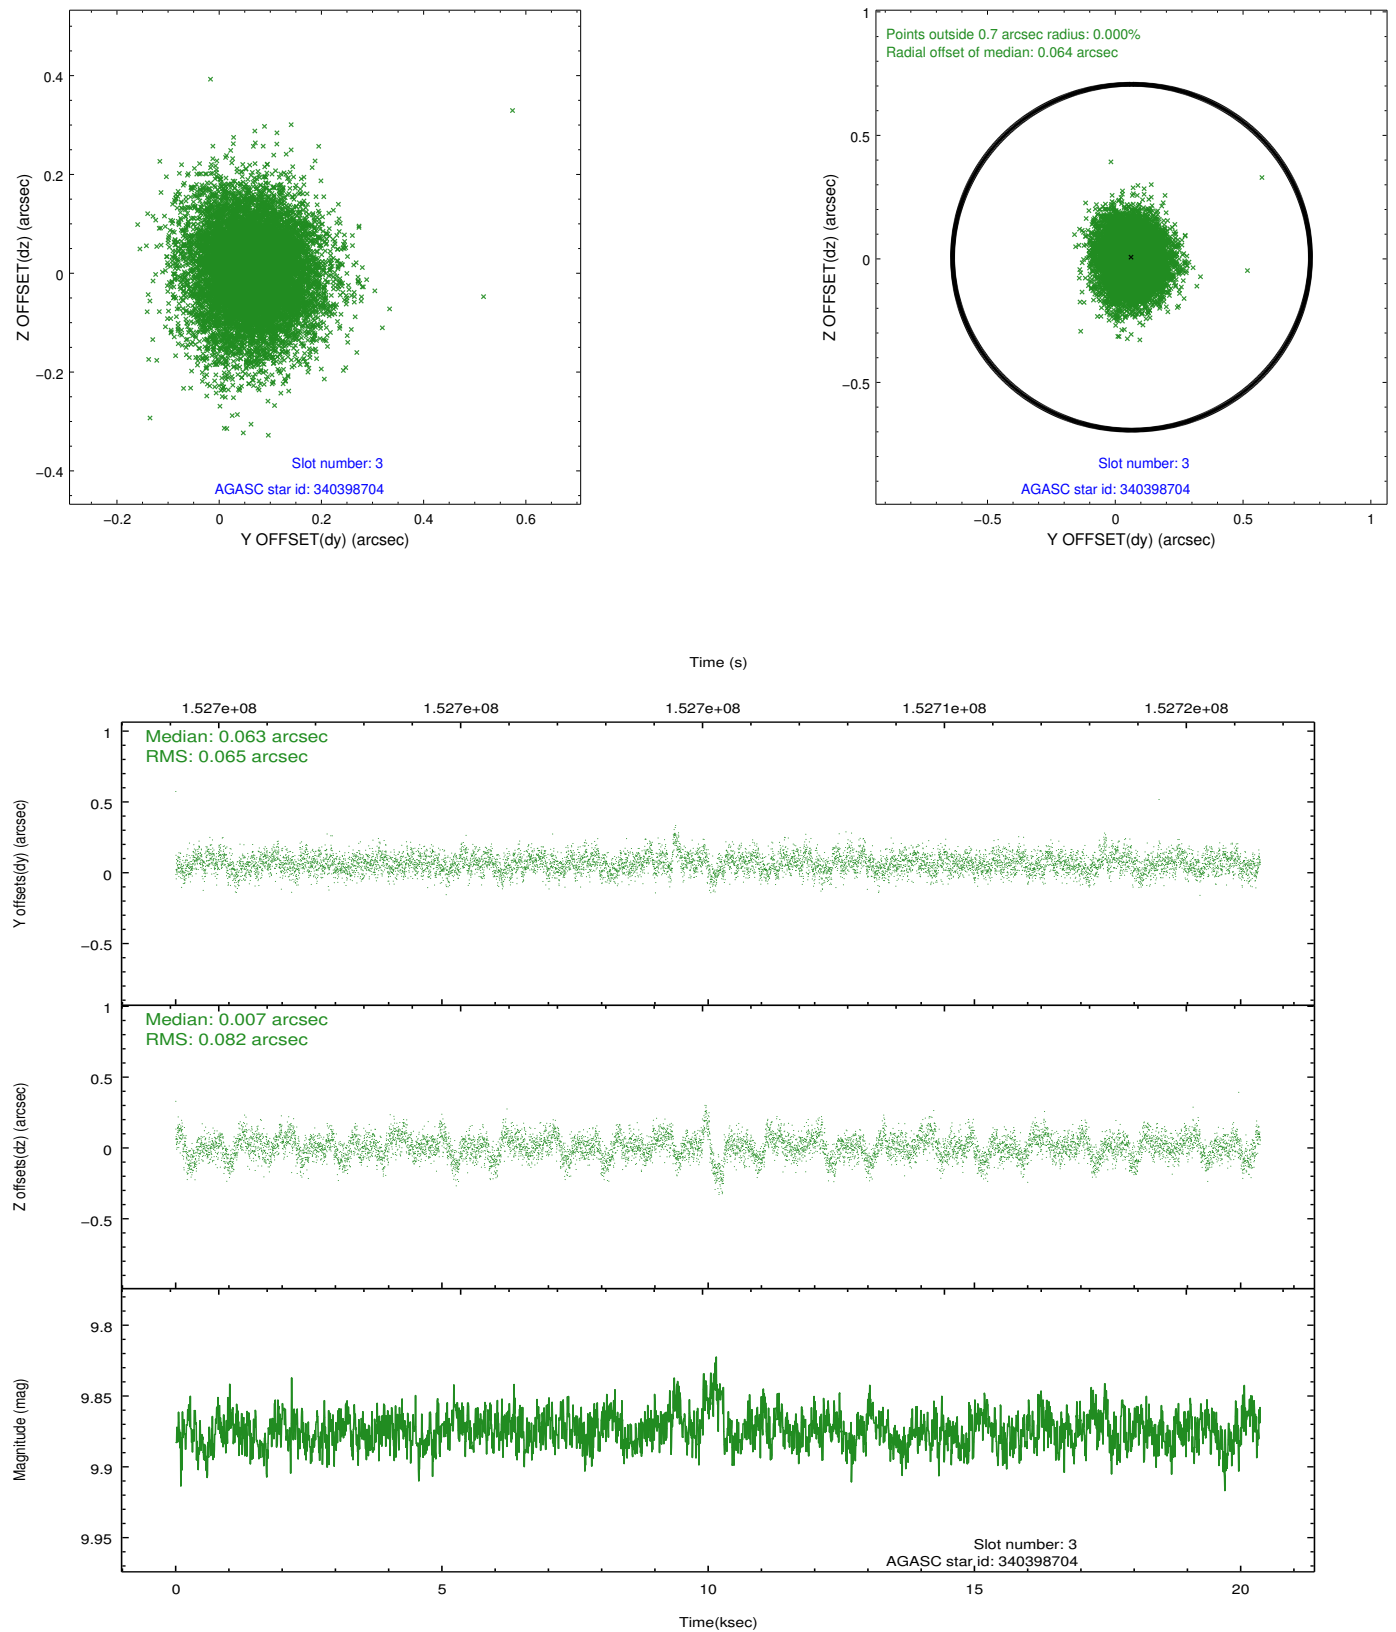 0.4
0.2
0
−0.2
−0.4
Z OFFSET(dz) (arcsec)
Slot number: 3
AGASC star id: 340398704
−0.2 0 0.2 0.4 0.6
Y OFFSET(dy) (arcsec)
1
0.5
0
−0.5
Z OFFSET(dz) (arcsec)
Points outside 0.7 arcsec radius: 0.000%
Radial offset of median: 0.064 arcsec
Slot number: 3
AGASC star id: 340398704
−0.5 0 0.5 1
Y OFFSET(dy) (arcsec)
Time (s)
1.527e+08 1.527e+08 1.527e+08 1.5271e+08 1.5272e+08
Median: 0.063 arcsec
RMS: 0.065 arcsec
1
0.5
0
−0.5
Y offsets(dy) (arcsec)
Median: 0.007 arcsec
RMS: 0.082 arcsec
1
0.5
0
−0.5
Z offsets(dz) (arcsec)
9.8
9.85
9.9
9.95
Magnitude (mag)
Slot number: 3
AGASC star id: 340398704
0 5 10 15 20
Time(ksec)